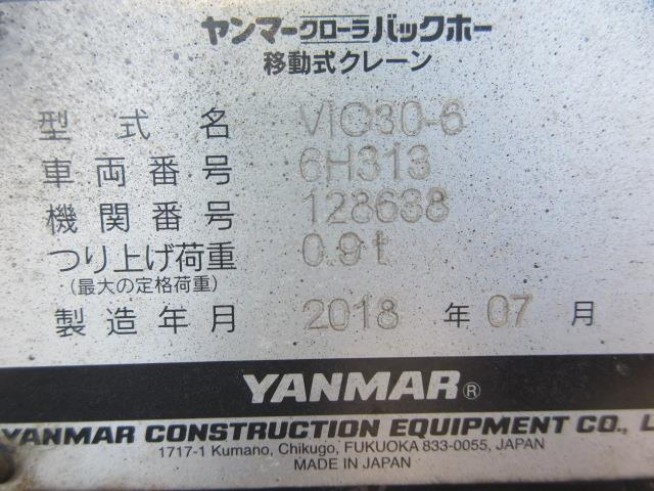 ヤンマークローラバックホー
移動式クレーン
型式名 VIO30-6
車両番号 6H313
機関番号 128638
つり上げ荷重 0.9t
(最大の定格荷重)
製造年月 2018 年 07 月
YANMAR®
YANMAR CONSTRUCTION EQUIPMENT CO., L
1717-1 Kumano, Chikugo, FUKUOKA 833-0055, JAPAN
MADE IN JAPAN